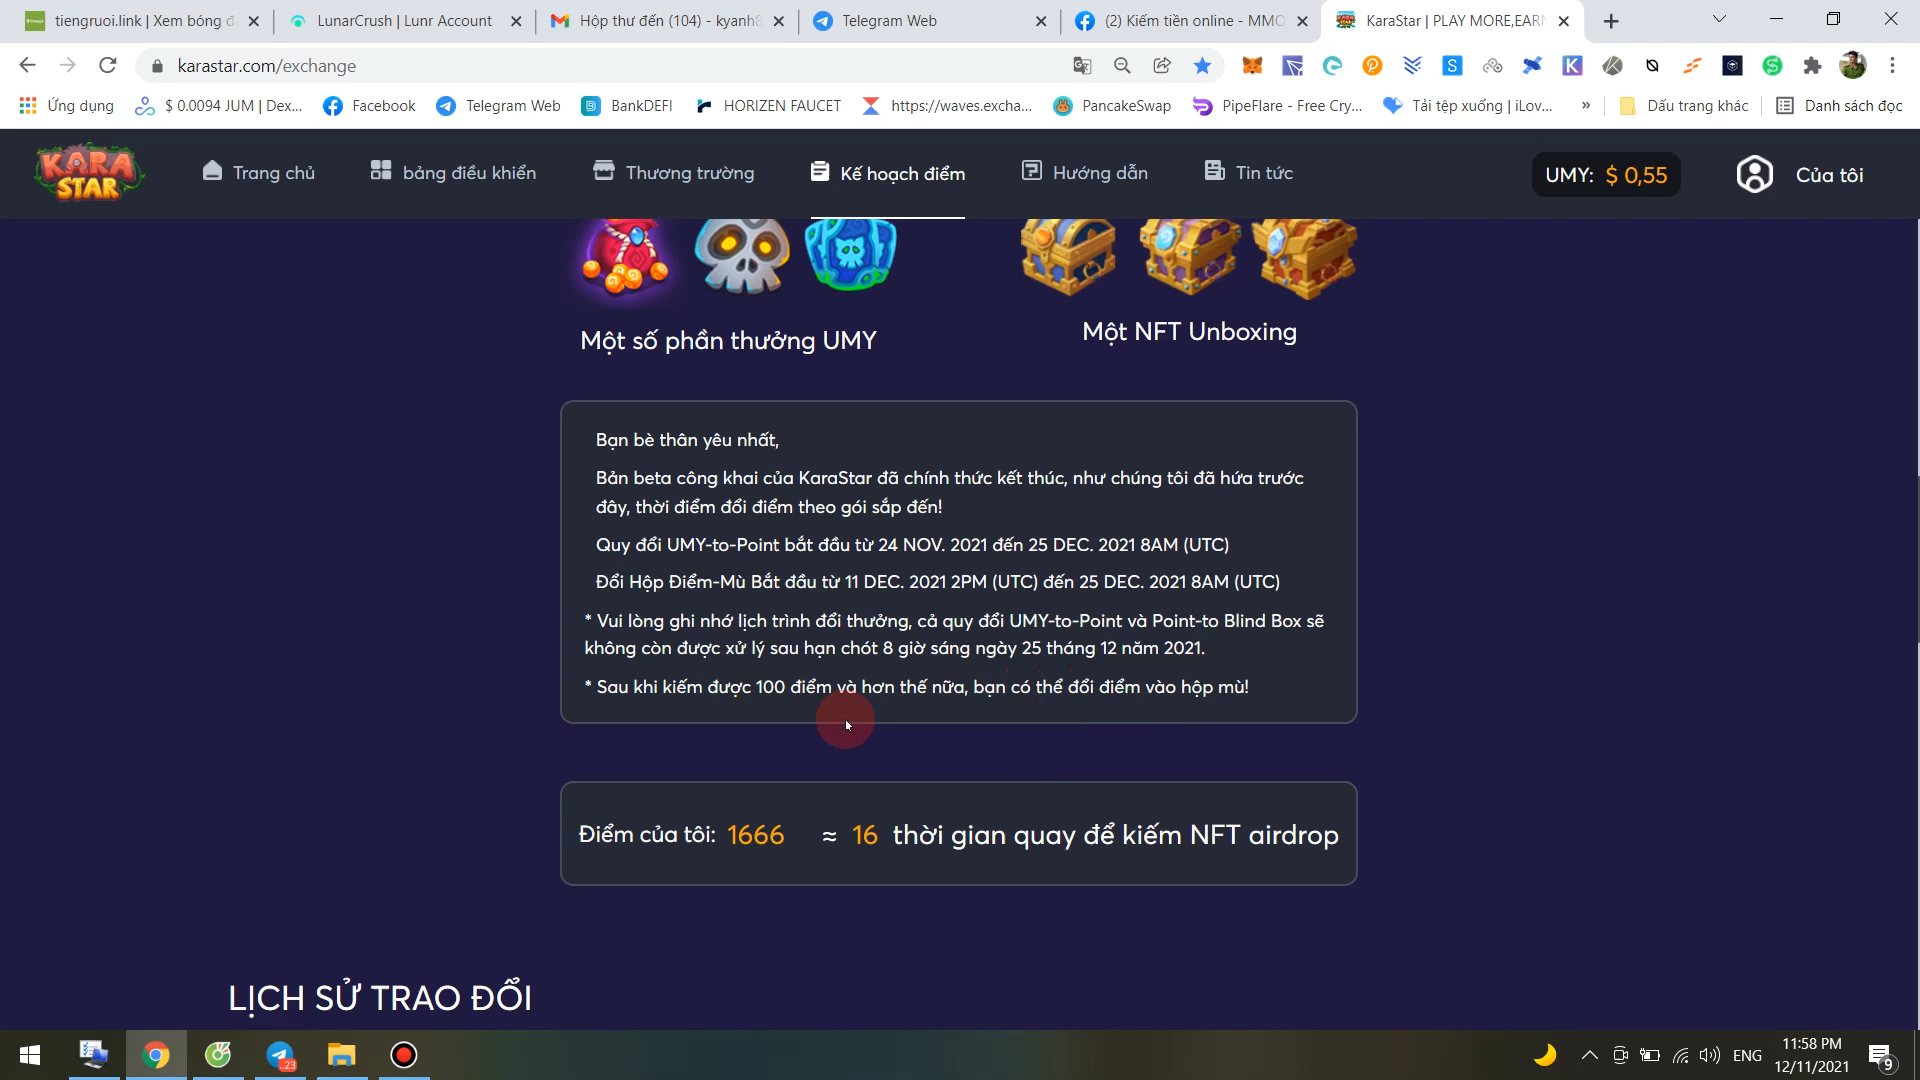 tiengruoi.link | Xem bóng đ
LunarCrush | Lunr Account
Hộp thư đến (104) - kyanh8
Telegram Web
(2) Kiếm tiền online - MMO
KaraStar | PLAY MORE,EARN
karastar.com/exchange
Ứng dụng
$ 0.0094 JUM | Dex...
Facebook
Telegram Web
BankDEFI
HORIZEN FAUCET
https://waves.excha...
PancakeSwap
PipeFlare - Free Cry...
Tải tệp xuống | iLov...
»
Dấu trang khác
Danh sách đọc
KARA
STAR
Trang chủ
bảng điều khiển
Thương trường
Kế hoạch điểm
Hướng dẫn
Tin tức
UMY: $ 0,55
Của tôi
Một số phần thưởng UMY
Một NFT Unboxing
Bạn bè thân yêu nhất,
Bản beta công khai của KaraStar đã chính thức kết thúc, như chúng tôi đã hứa trước
đây, thời điểm đổi điểm theo gói sắp đến!
Quy đổi UMY-to-Point bắt đầu từ 24 NOV. 2021 đến 25 DEC. 2021 8AM (UTC)
Đổi Hộp Điểm-Mù Bắt đầu từ 11 DEC. 2021 2PM (UTC) đến 25 DEC. 2021 8AM (UTC)
* Vui lòng ghi nhớ lịch trình đổi thưởng, cả quy đổi UMY-to-Point và Point-to Blind Box sẽ
không còn được xử lý sau hạn chót 8 giờ sáng ngày 25 tháng 12 năm 2021.
* Sau khi kiếm được 100 điểm và hơn thế nữa, bạn có thể đổi điểm vào hộp mù!
Điểm của tôi: 1666 ≈ 16 thời gian quay để kiếm NFT airdrop
LỊCH SỬ TRAO ĐỔI
23
ENG
11:58 PM
12/11/2021
9